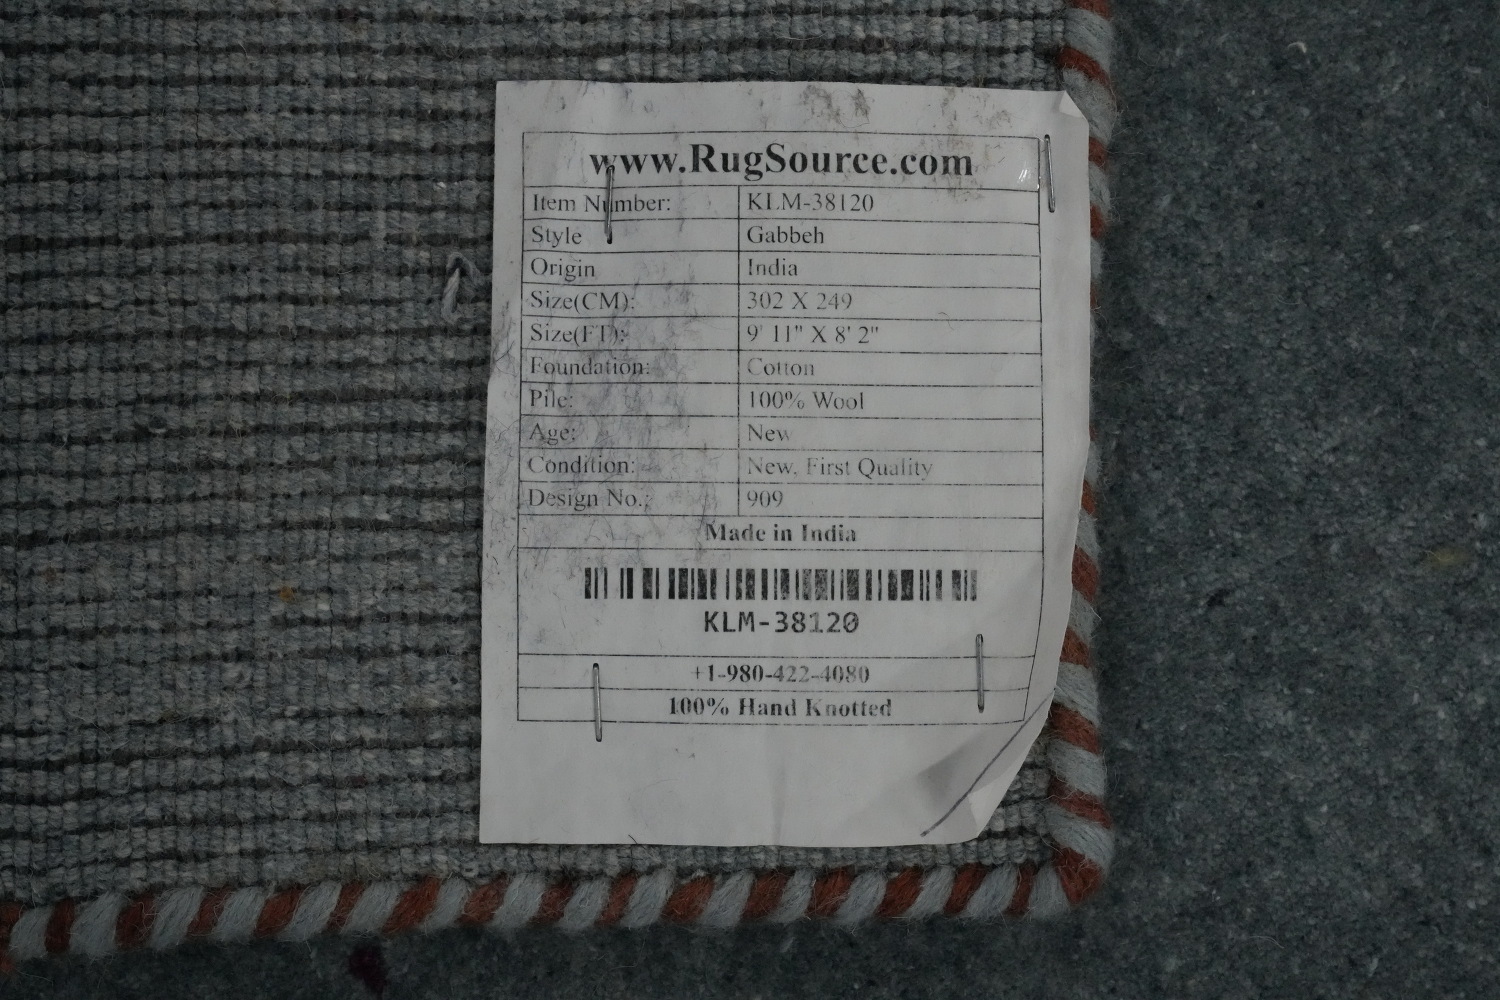 www.RugSource.com
Item Number: KLM-38120
Style Gabbeh
Origin India
Size(CM): 302 X 249
Size(FT): 9' 11" X 8' 2"
Foundation: Cotton
Pile: 100% Wool
Age: New
Condition: New, First Quality
Design No.: 909
Made in India
KLM-38120
+1-980-422-4080
100% Hand Knotted